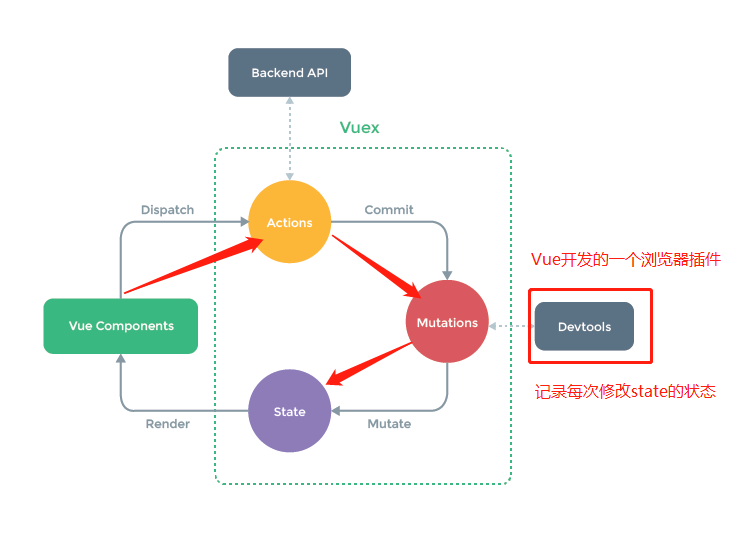 Backend API
Vuex
Dispatch
Commit
Actions
Vue开发的一个浏览器插件
Vue Components
Mutations
Devtools
记录每次修改state的状态
State
Render
Mutate